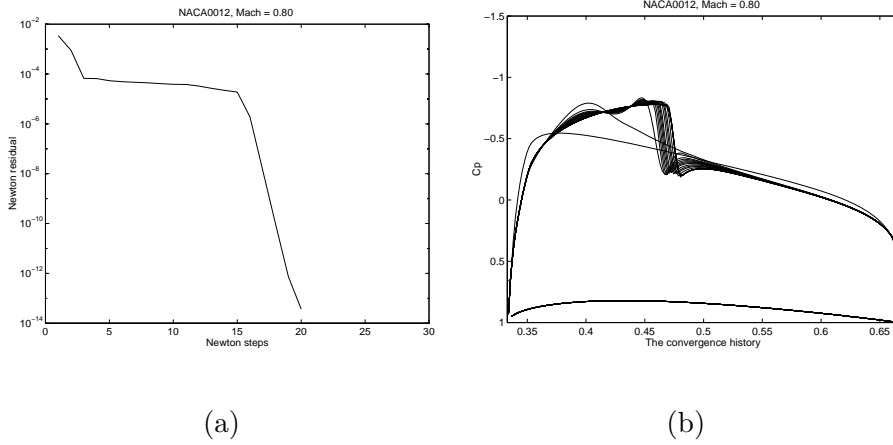 NACA0012, Mach = 0.80
10^-2
10^-4
10^-6
10^-8
10^-10
10^-12
10^-14
Newton residual
0 5 10 15 20 25 30
Newton steps
(a)
NACA0012, Mach = 0.80
-1.5
-1
-0.5
0
0.5
1
Cp
0.35 0.4 0.45 0.5 0.55 0.6 0.65
The convergence history
(b)